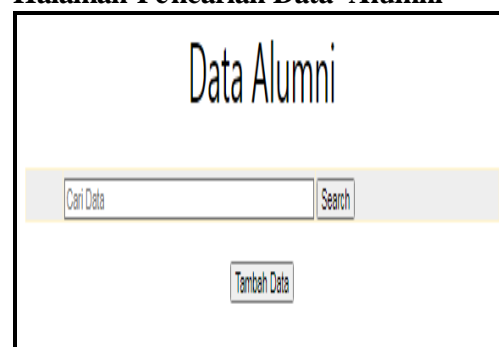 Halaman Pencarian Data Alumni
Data Alumni
Cari Data
Search
Tambah Data